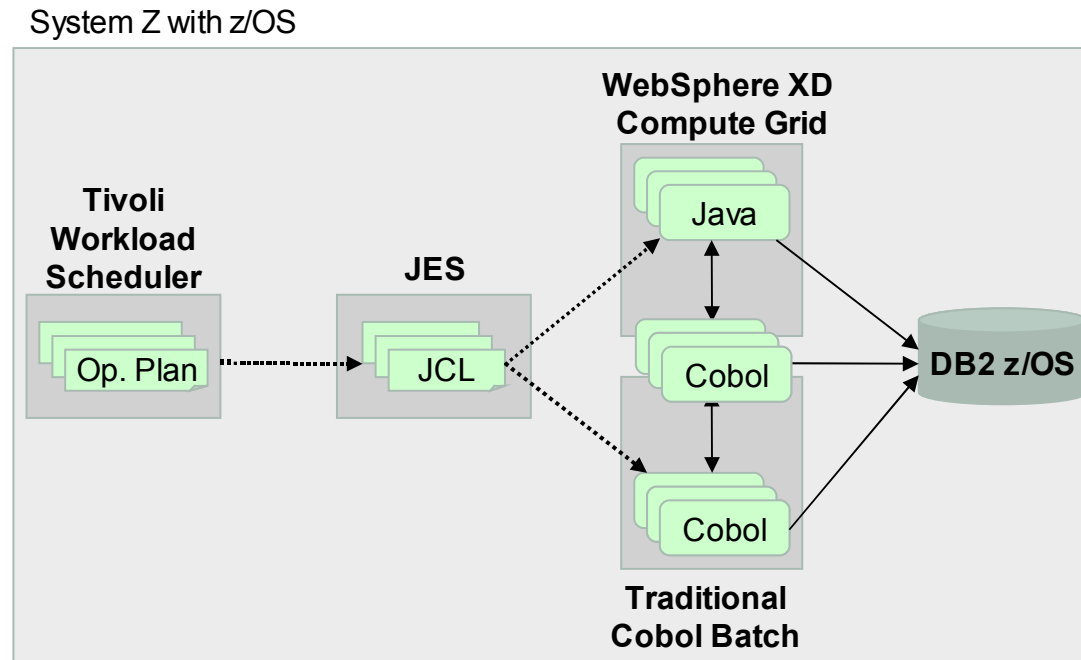 System Z with z/OS
WebSphere XD
Compute Grid
Java
Tivoli
Workload
Scheduler
Op. Plan
JES
JCL
Cobol
DB2 z/OS
Cobol
Traditional
Cobol Batch